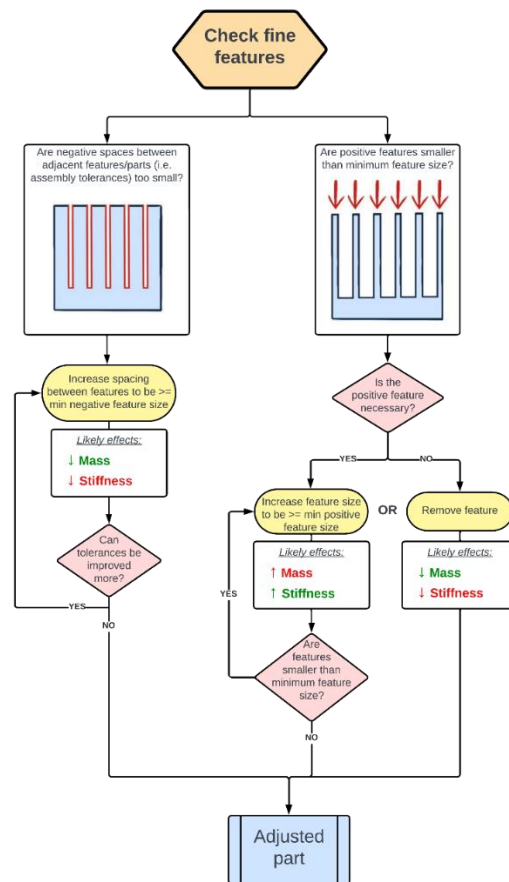 Check fine
features
Are negative spaces between
adjacent features/parts (i.e.
assembly tolerances) too small?
Are positive features smaller
than minimum feature size?
Increase spacing
between features to be >=
min negative feature size
Likely effects:
↓ Mass
↓ Stiffness
Can
tolerances be
improved
more?
YES
NO
Is the
positive feature
necessary?
YES
NO
Increase feature size
to be >= min positive
feature size
OR
Remove feature
Likely effects:
↑ Mass
↑ Stiffness
Likely effects:
↓ Mass
↓ Stiffness
YES
Are
features
smaller than
minimum feature
size?
NO
Adjusted
part